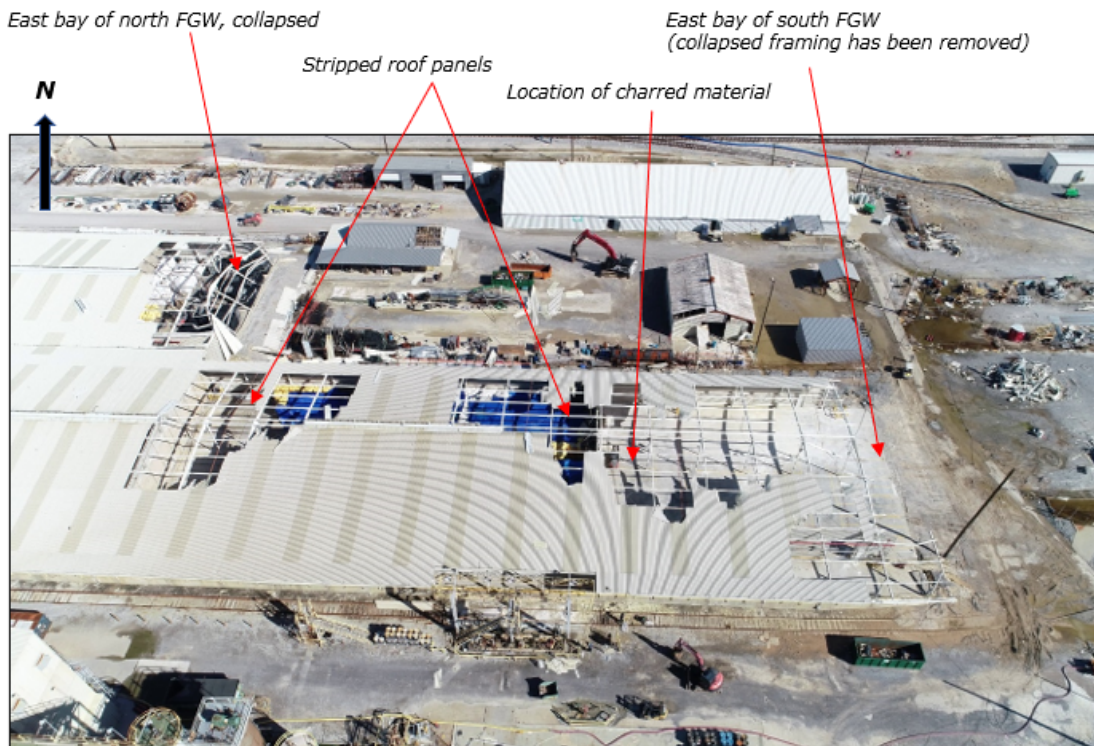 East bay of north FGW, collapsed
East bay of south FGW
(collapsed framing has been removed)
Stripped roof panels
Location of charred material
N